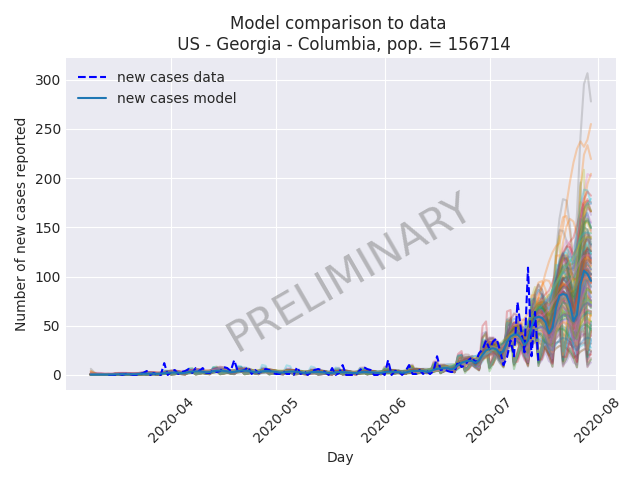 Model comparison to data
US - Georgia - Columbia, pop. = 156714
new cases data
new cases model
Number of new cases reported
300
250
200
150
100
50
0
PRELIMINARY
2020-04
2020-05
2020-06
2020-07
2020-08
Day